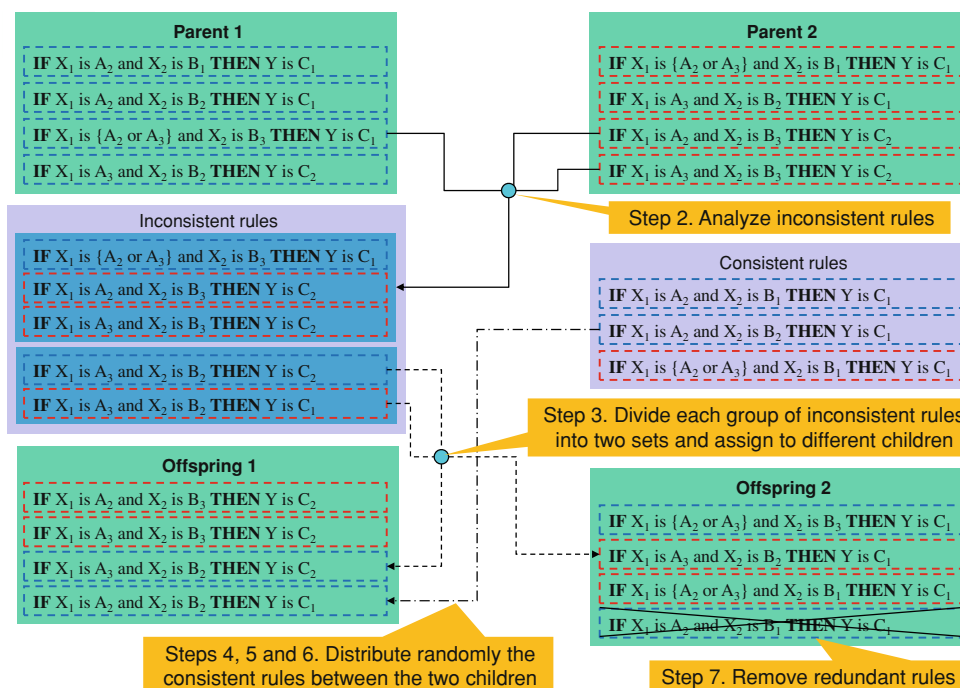 Parent 1
IF X₁ is A₂ and X₂ is B₁ THEN Y is C₁
IF X₁ is A₂ and X₂ is B₂ THEN Y is C₁
IF X₁ is {A₂ or A₃} and X₂ is B₃ THEN Y is C₁
IF X₁ is A₃ and X₂ is B₂ THEN Y is C₂
Parent 2
IF X₁ is {A₂ or A₃} and X₂ is B₁ THEN Y is C₁
IF X₁ is A₃ and X₂ is B₂ THEN Y is C₁
IF X₁ is A₂ and X₂ is B₃ THEN Y is C₂
IF X₁ is A₃ and X₂ is B₃ THEN Y is C₂
Step 2. Analyze inconsistent rules
Inconsistent rules
IF X₁ is {A₂ or A₃} and X₂ is B₃ THEN Y is C₁
IF X₁ is A₂ and X₂ is B₃ THEN Y is C₂
IF X₁ is A₃ and X₂ is B₃ THEN Y is C₂
IF X₁ is A₃ and X₂ is B₂ THEN Y is C₂
IF X₁ is A₃ and X₂ is B₂ THEN Y is C₁
Consistent rules
IF X₁ is A₂ and X₂ is B₁ THEN Y is C₁
IF X₁ is A₂ and X₂ is B₂ THEN Y is C₁
IF X₁ is {A₂ or A₃} and X₂ is B₁ THEN Y is C₁
Step 3. Divide each group of inconsistent rules
into two sets and assign to different children
Offspring 1
IF X₁ is A₂ and X₂ is B₃ THEN Y is C₂
IF X₁ is A₃ and X₂ is B₃ THEN Y is C₂
IF X₁ is A₃ and X₂ is B₂ THEN Y is C₂
IF X₁ is A₂ and X₂ is B₂ THEN Y is C₁
Offspring 2
IF X₁ is {A₂ or A₃} and X₂ is B₃ THEN Y is C₁
IF X₁ is A₃ and X₂ is B₂ THEN Y is C₁
IF X₁ is {A₂ or A₃} and X₂ is B₁ THEN Y is C₁
IF X₁ is A₂ and X₂ is B₁ THEN Y is C₁
Steps 4, 5 and 6. Distribute randomly the
consistent rules between the two children
Step 7. Remove redundant rules